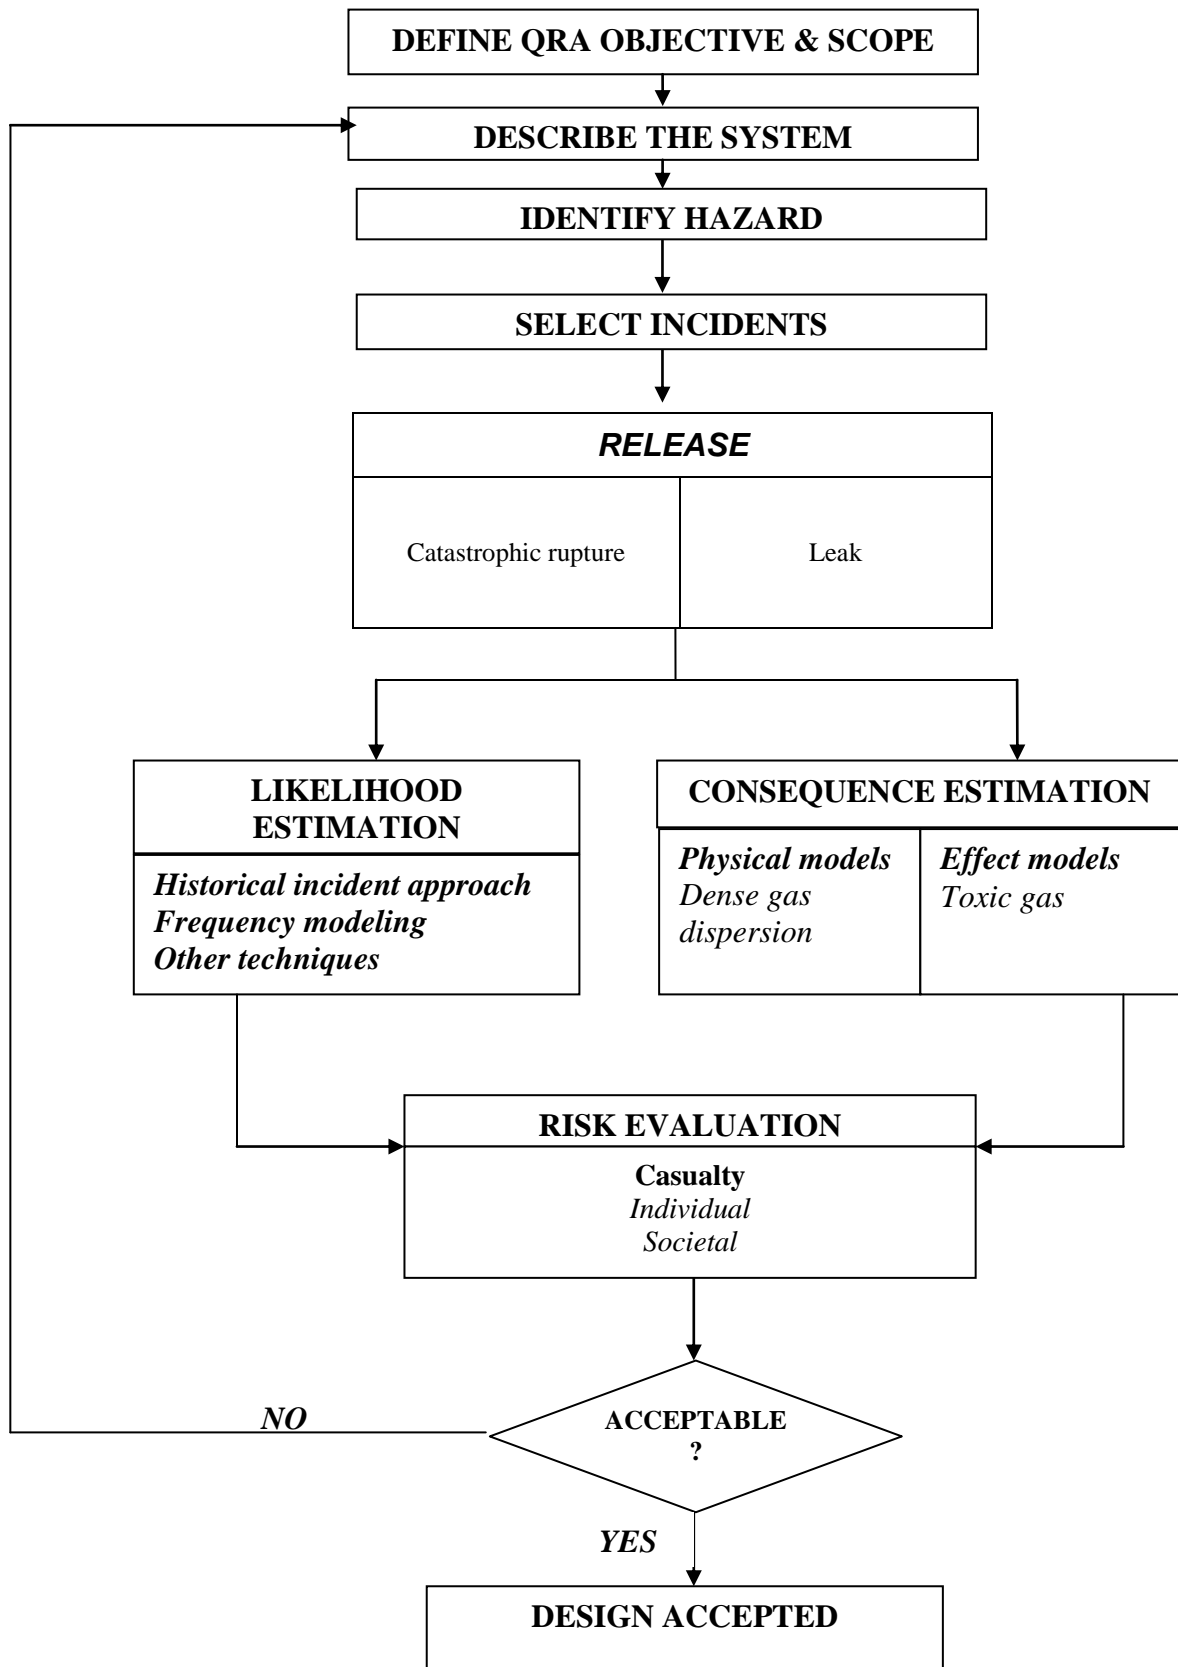 DEFINE QRA OBJECTIVE & SCOPE
DESCRIBE THE SYSTEM
IDENTIFY HAZARD
SELECT INCIDENTS
RELEASE
Catastrophic rupture
Leak
LIKELIHOOD
ESTIMATION
Historical incident approach
Frequency modeling
Other techniques
CONSEQUENCE ESTIMATION
Physical models
Dense gas
dispersion
Effect models
Toxic gas
RISK EVALUATION
Casualty
Individual
Societal
ACCEPTABLE
?
NO
YES
DESIGN ACCEPTED